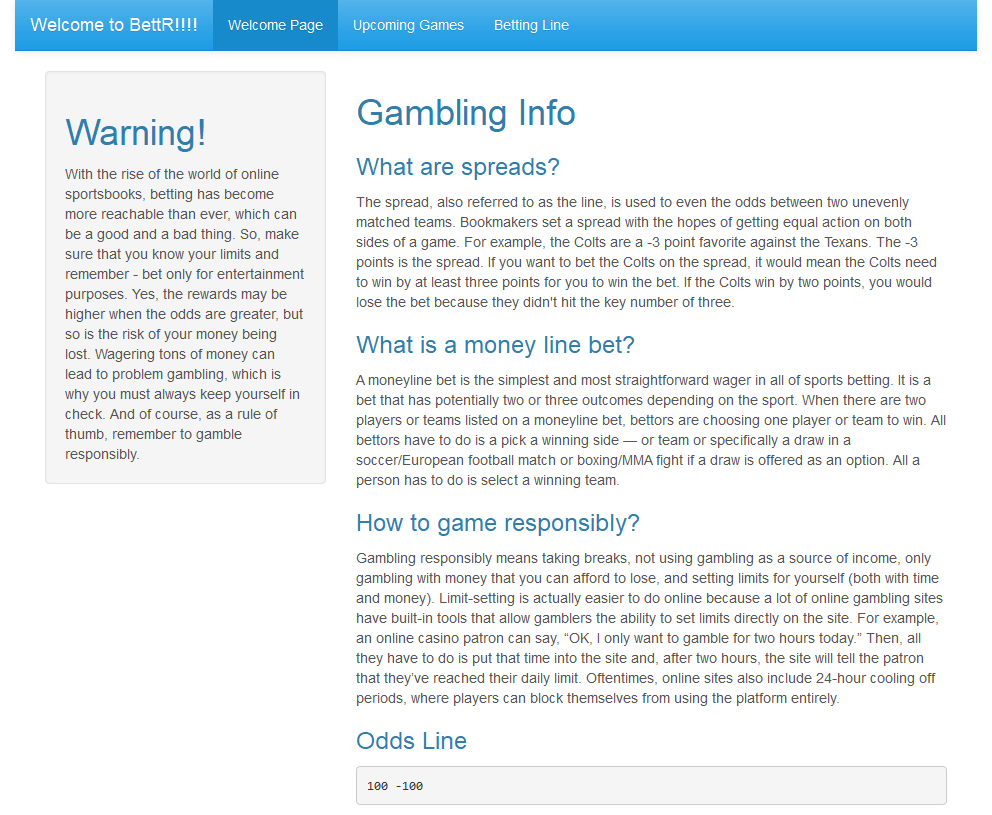 Welcome to BettR!!!!
Welcome Page
Upcoming Games
Betting Line
Warning!
With the rise of the world of online
sportsbooks, betting has become
more reachable than ever, which can
be a good and a bad thing. So, make
sure that you know your limits and
remember - bet only for entertainment
purposes. Yes, the rewards may be
higher when the odds are greater, but
so is the risk of your money being
lost. Wagering tons of money can
lead to problem gambling, which is
why you must always keep yourself in
check. And of course, as a rule of
thumb, remember to gamble
responsibly.
Gambling Info
What are spreads?
The spread, also referred to as the line, is used to even the odds between two unevenly
matched teams. Bookmakers set a spread with the hopes of getting equal action on both
sides of a game. For example, the Colts are a -3 point favorite against the Texans. The -3
points is the spread. If you want to bet the Colts on the spread, it would mean the Colts need
to win by at least three points for you to win the bet. If the Colts win by two points, you would
lose the bet because they didn't hit the key number of three.
What is a money line bet?
A moneyline bet is the simplest and most straightforward wager in all of sports betting. It is a
bet that has potentially two or three outcomes depending on the sport. When there are two
players or teams listed on a moneyline bet, bettors are choosing one player or team to win. All
bettors have to do is a pick a winning side — or team or specifically a draw in a
soccer/European football match or boxing/MMA fight if a draw is offered as an option. All a
person has to do is select a winning team.
How to game responsibly?
Gambling responsibly means taking breaks, not using gambling as a source of income, only
gambling with money that you can afford to lose, and setting limits for yourself (both with time
and money). Limit-setting is actually easier to do online because a lot of online gambling sites
have built-in tools that allow gamblers the ability to set limits directly on the site. For example,
an online casino patron can say, “OK, I only want to gamble for two hours today.” Then, all
they have to do is put that time into the site and, after two hours, the site will tell the patron
that they’ve reached their daily limit. Oftentimes, online sites also include 24-hour cooling off
periods, where players can block themselves from using the platform entirely.
Odds Line
100 -100